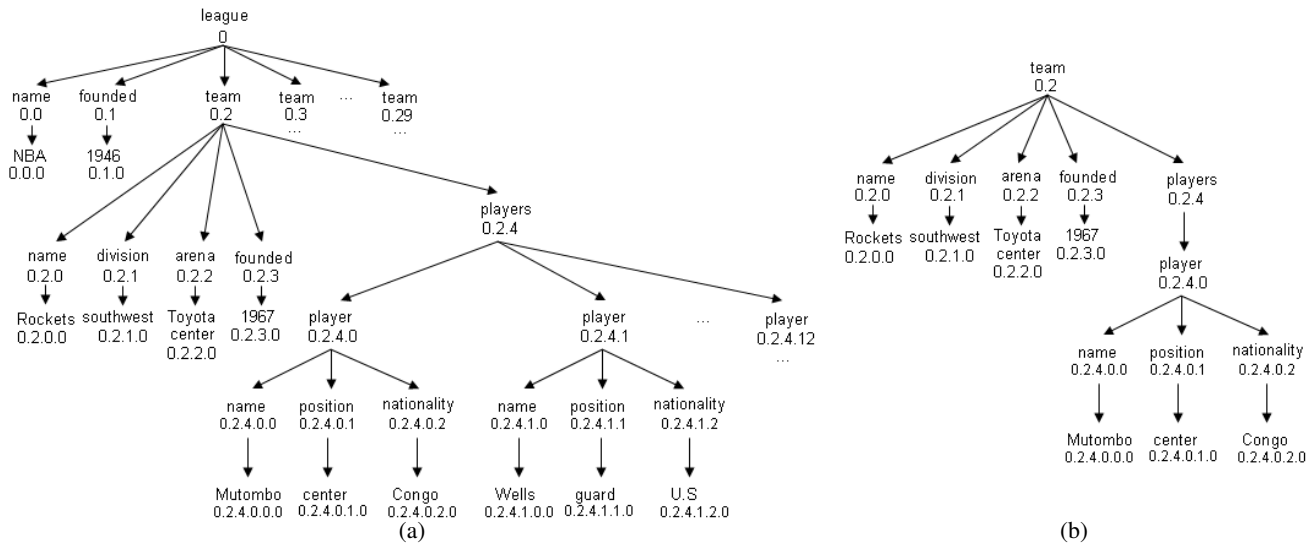 league
0
name founded team team ... team
0.0 0.1 0.2 0.3 0.29
... ...
NBA 1946
0.0.0 0.1.0
players
0.2.4
name division arena founded
0.2.0 0.2.1 0.2.2 0.2.3
Rockets southwest Toyota 1967
0.2.0.0 0.2.1.0 center 0.2.3.0
0.2.2.0
player player ... player
0.2.4.0 0.2.4.1 0.2.4.12
...
name position nationality name position nationality
0.2.4.0.0 0.2.4.0.1 0.2.4.0.2 0.2.4.1.0 0.2.4.1.1 0.2.4.1.2
Mutombo center Congo Wells guard U.S
0.2.4.0.0.0 0.2.4.0.1.0 0.2.4.0.2.0 0.2.4.1.0.0 0.2.4.1.1.0 0.2.4.1.2.0
(a)
team
0.2
name division arena founded players
0.2.0 0.2.1 0.2.2 0.2.3 0.2.4
Rockets southwest Toyota 1967
0.2.0.0 0.2.1.0 center 0.2.3.0
0.2.2.0
player
0.2.4.0
name position nationality
0.2.4.0.0 0.2.4.0.1 0.2.4.0.2
Mutombo center Congo
0.2.4.0.0.0 0.2.4.0.1.0 0.2.4.0.2.0
(b)